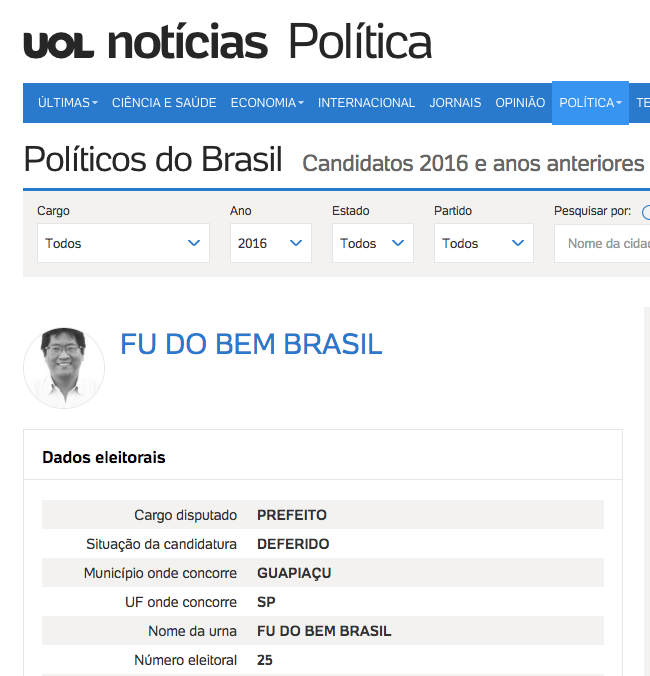 UOL notícias Política
ÚLTIMAS CIÊNCIA E SAÚDE ECONOMIA INTERNACIONAL JORNAIS OPINIÃO POLÍTICA TE
Políticos do Brasil Candidatos 2016 e anos anteriores
Cargo Ano Estado Partido Pesquisar por:
Todos 2016 Todos Todos Nome da cidad
FU DO BEM BRASIL
Dados eleitorais
Cargo disputado PREFEITO
Situação da candidatura DEFERIDO
Município onde concorre GUAPIAÇU
UF onde concorre SP
Nome da urna FU DO BEM BRASIL
Número eleitoral 25